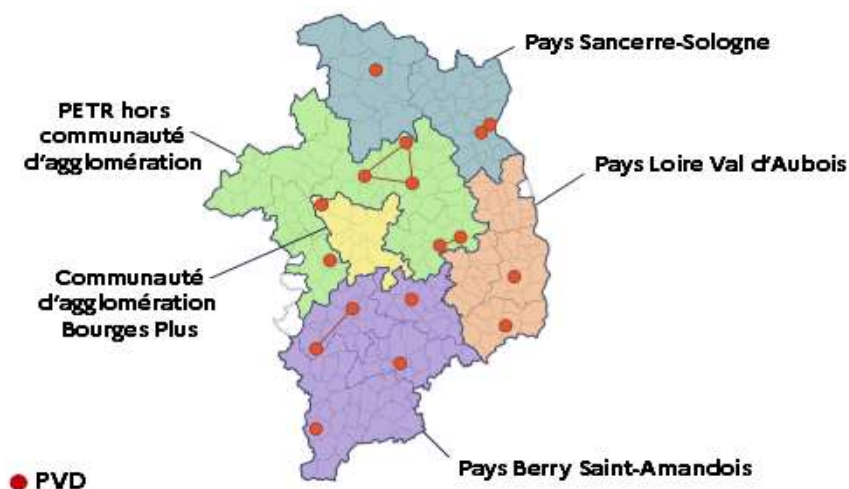 Pays Sancerre-Sologne
PETR hors
communauté
d'agglomération
Pays Loire Val d'Aubois
Communauté
d'agglomération
Bourges Plus
Pays Berry Saint-Amandois
PVD